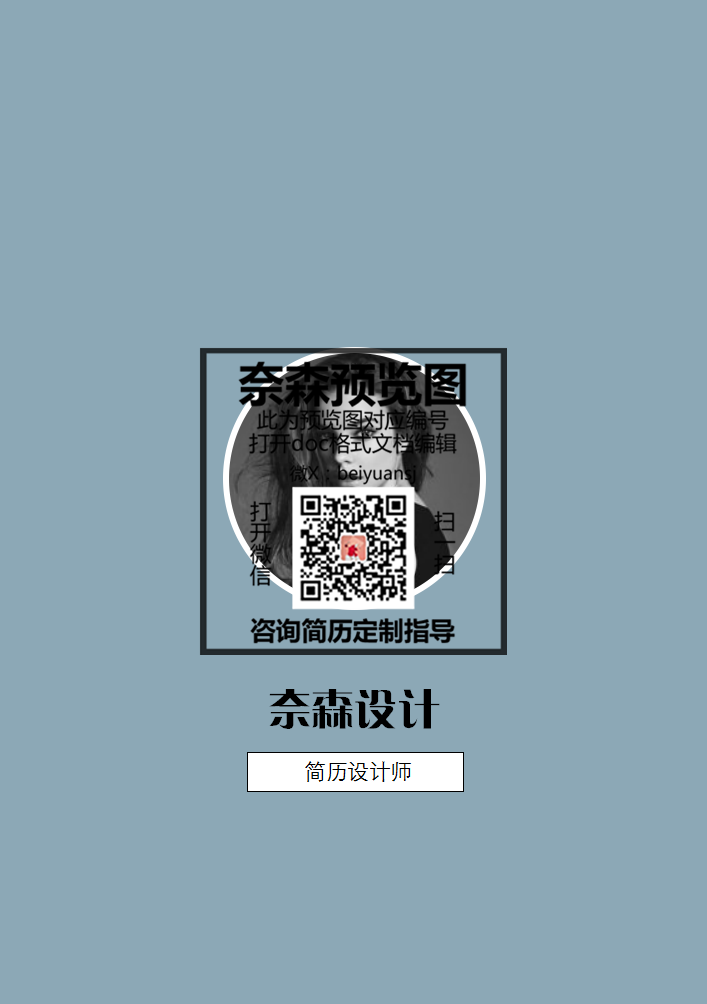 奈森预览图
此为预览图对应编号
打开doc格式文档编辑
微X：beiyuansj
打开微信
扫一扫
咨询简历定制指导
奈森设计
简历设计师